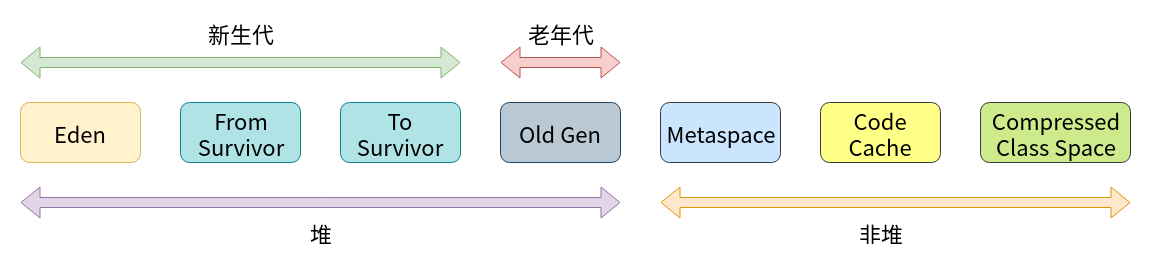 新生代
老年代
Eden
From
Survivor
To
Survivor
Old Gen
Metaspace
Code
Cache
Compressed
Class Space
堆
非堆